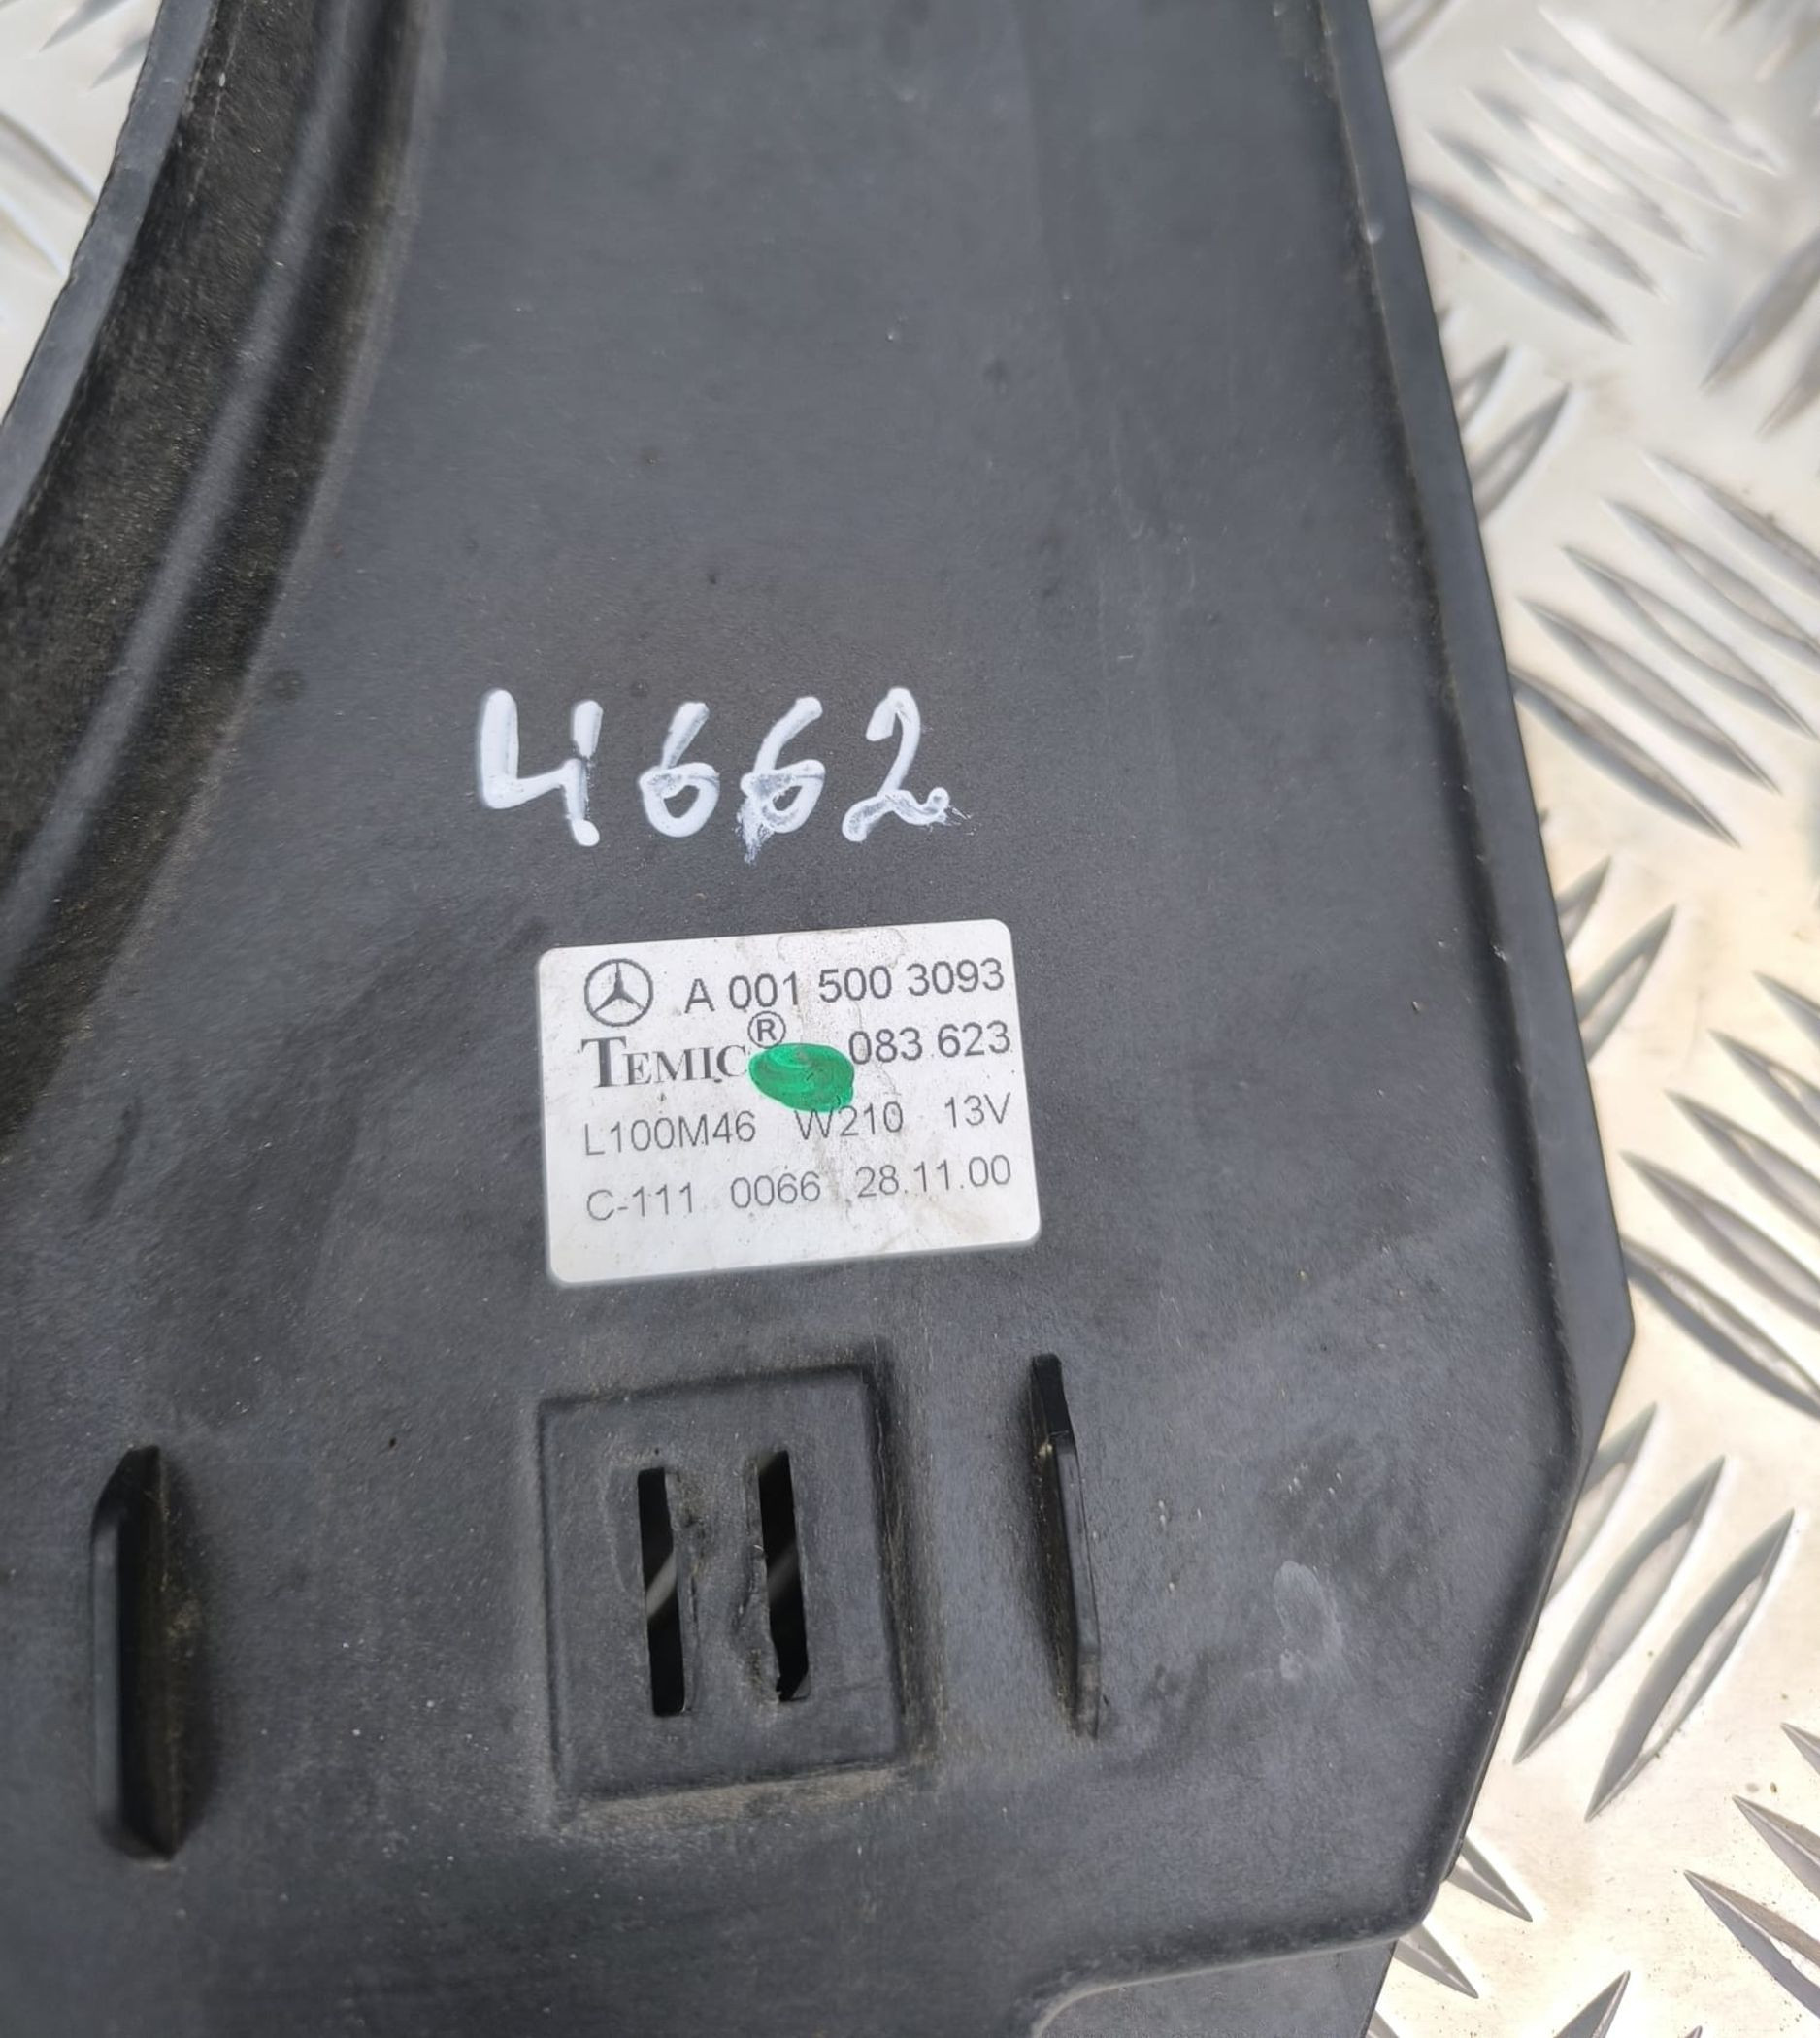 4662
A 001 500 3093
TEMIC® 083 623
L100M46 W210 13V
C-111 0066 28.11.00